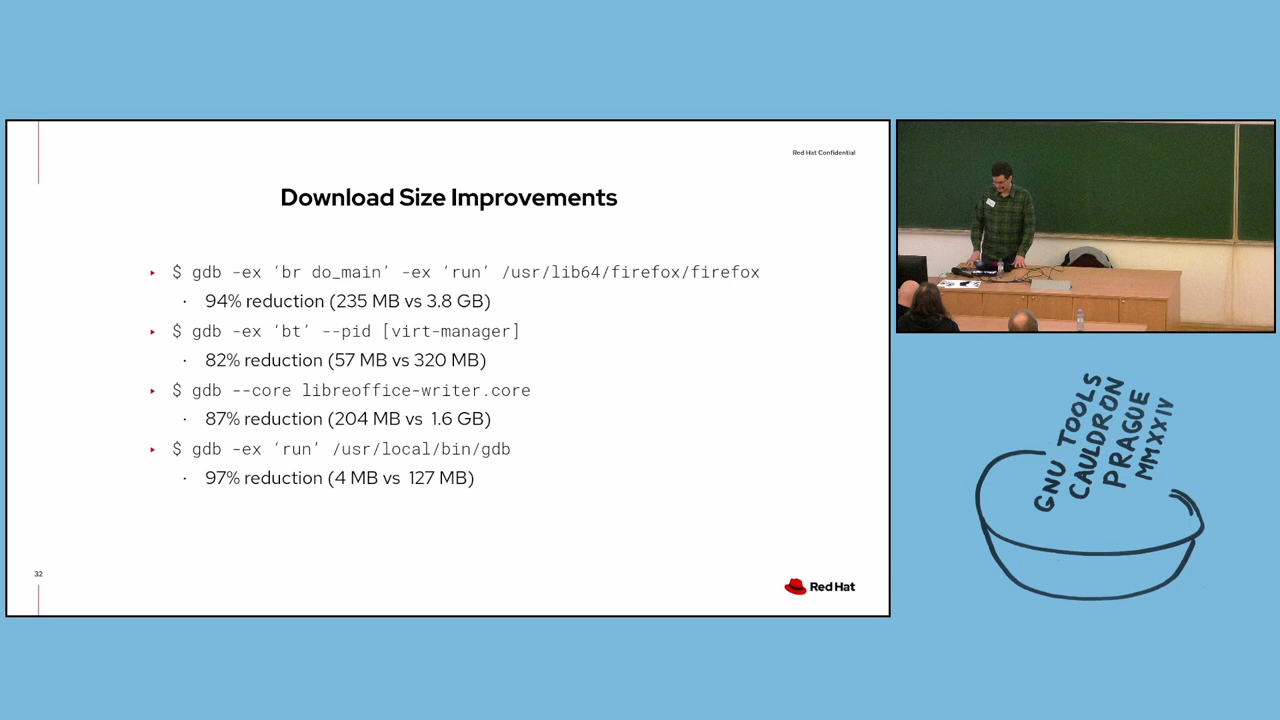 Red Hat Confidential
Download Size Improvements
▸ $ gdb -ex ‘br do_main’ -ex ‘run’ /usr/lib64/firefox/firefox
· 94% reduction (235 MB vs 3.8 GB)
▸ $ gdb -ex ‘bt’ --pid [virt-manager]
· 82% reduction (57 MB vs 320 MB)
▸ $ gdb --core libreoffice-writer.core
· 87% reduction (204 MB vs 1.6 GB)
▸ $ gdb -ex ‘run’ /usr/local/bin/gdb
· 97% reduction (4 MB vs 127 MB)
32
Red Hat
GNU TOOLS
CAULDRON
PRAGUE
MMXXIV